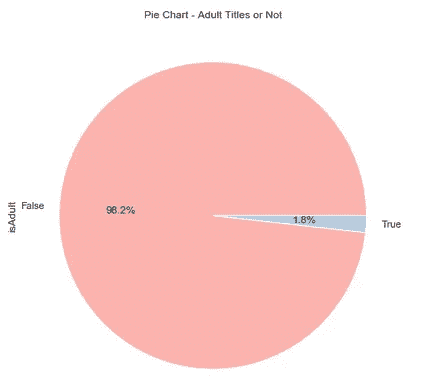 Pie Chart - Adult Titles or Not
isAdult
False
98.2%
1.8%
True